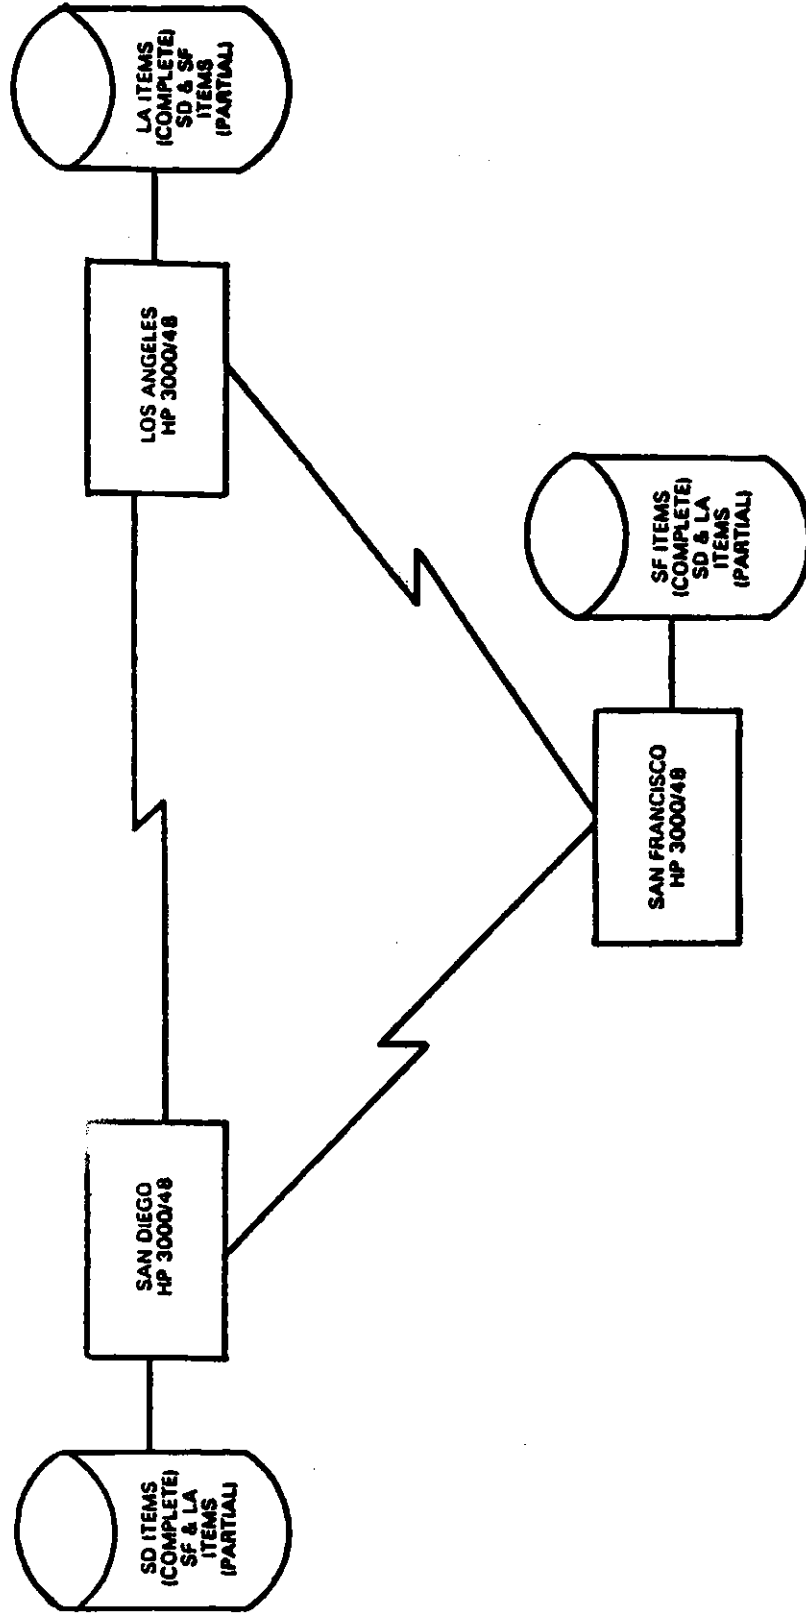 SD ITEMS
(COMPLETE)
SF & LA
ITEMS
(PARTIAL)
SAN DIEGO
HP 3000/48
LOS ANGELES
HP 3000/48
LA ITEMS
(COMPLETE)
SD & SF
ITEMS
(PARTIAL)
SAN FRANCISCO
HP 3000/48
SF ITEMS
(COMPLETE)
SD & LA
ITEMS
(PARTIAL)